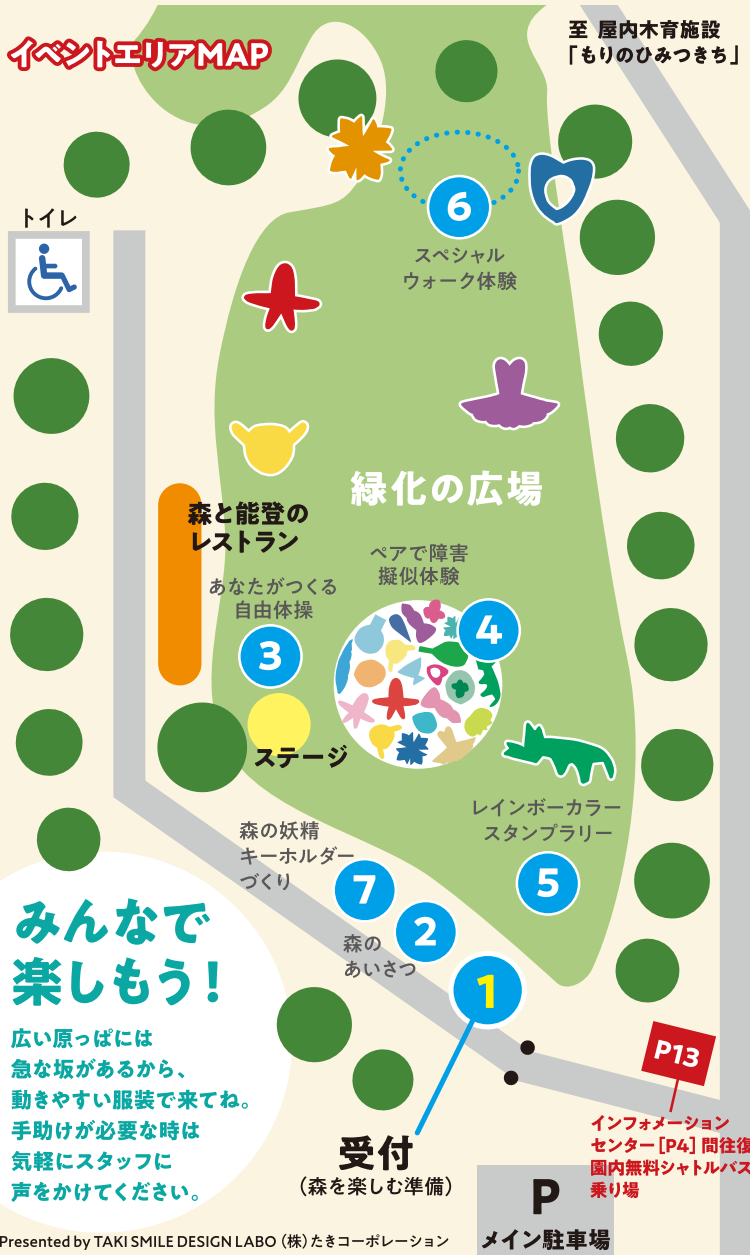 イベントエリアMAP
至 屋内木育施設
「もりのひみつきち」
トイレ
6
スペシャル
ウォーク体験
緑化の広場
森と能登の
レストラン
ペアで障害
擬似体験
あなたがつくる
自由体操
4
3
ステージ
レインボーカラー
スタンプラリー
5
森の妖精
キーホルダー
づくり
7
2
森の
あいさつ
1
みんなで
楽しもう!
広い原っぱには
急な坂があるから、
動きやすい服装で来てね。
手助けが必要な時は
気軽にスタッフに
声をかけてください。
P13
インフォメーション
センター[P4]間往復
園内無料シャトルバス
乗り場
受付
(森を楽しむ準備)
P
メイン駐車場
Presented by TAKI SMILE DESIGN LABO (株)たきコーポレーション